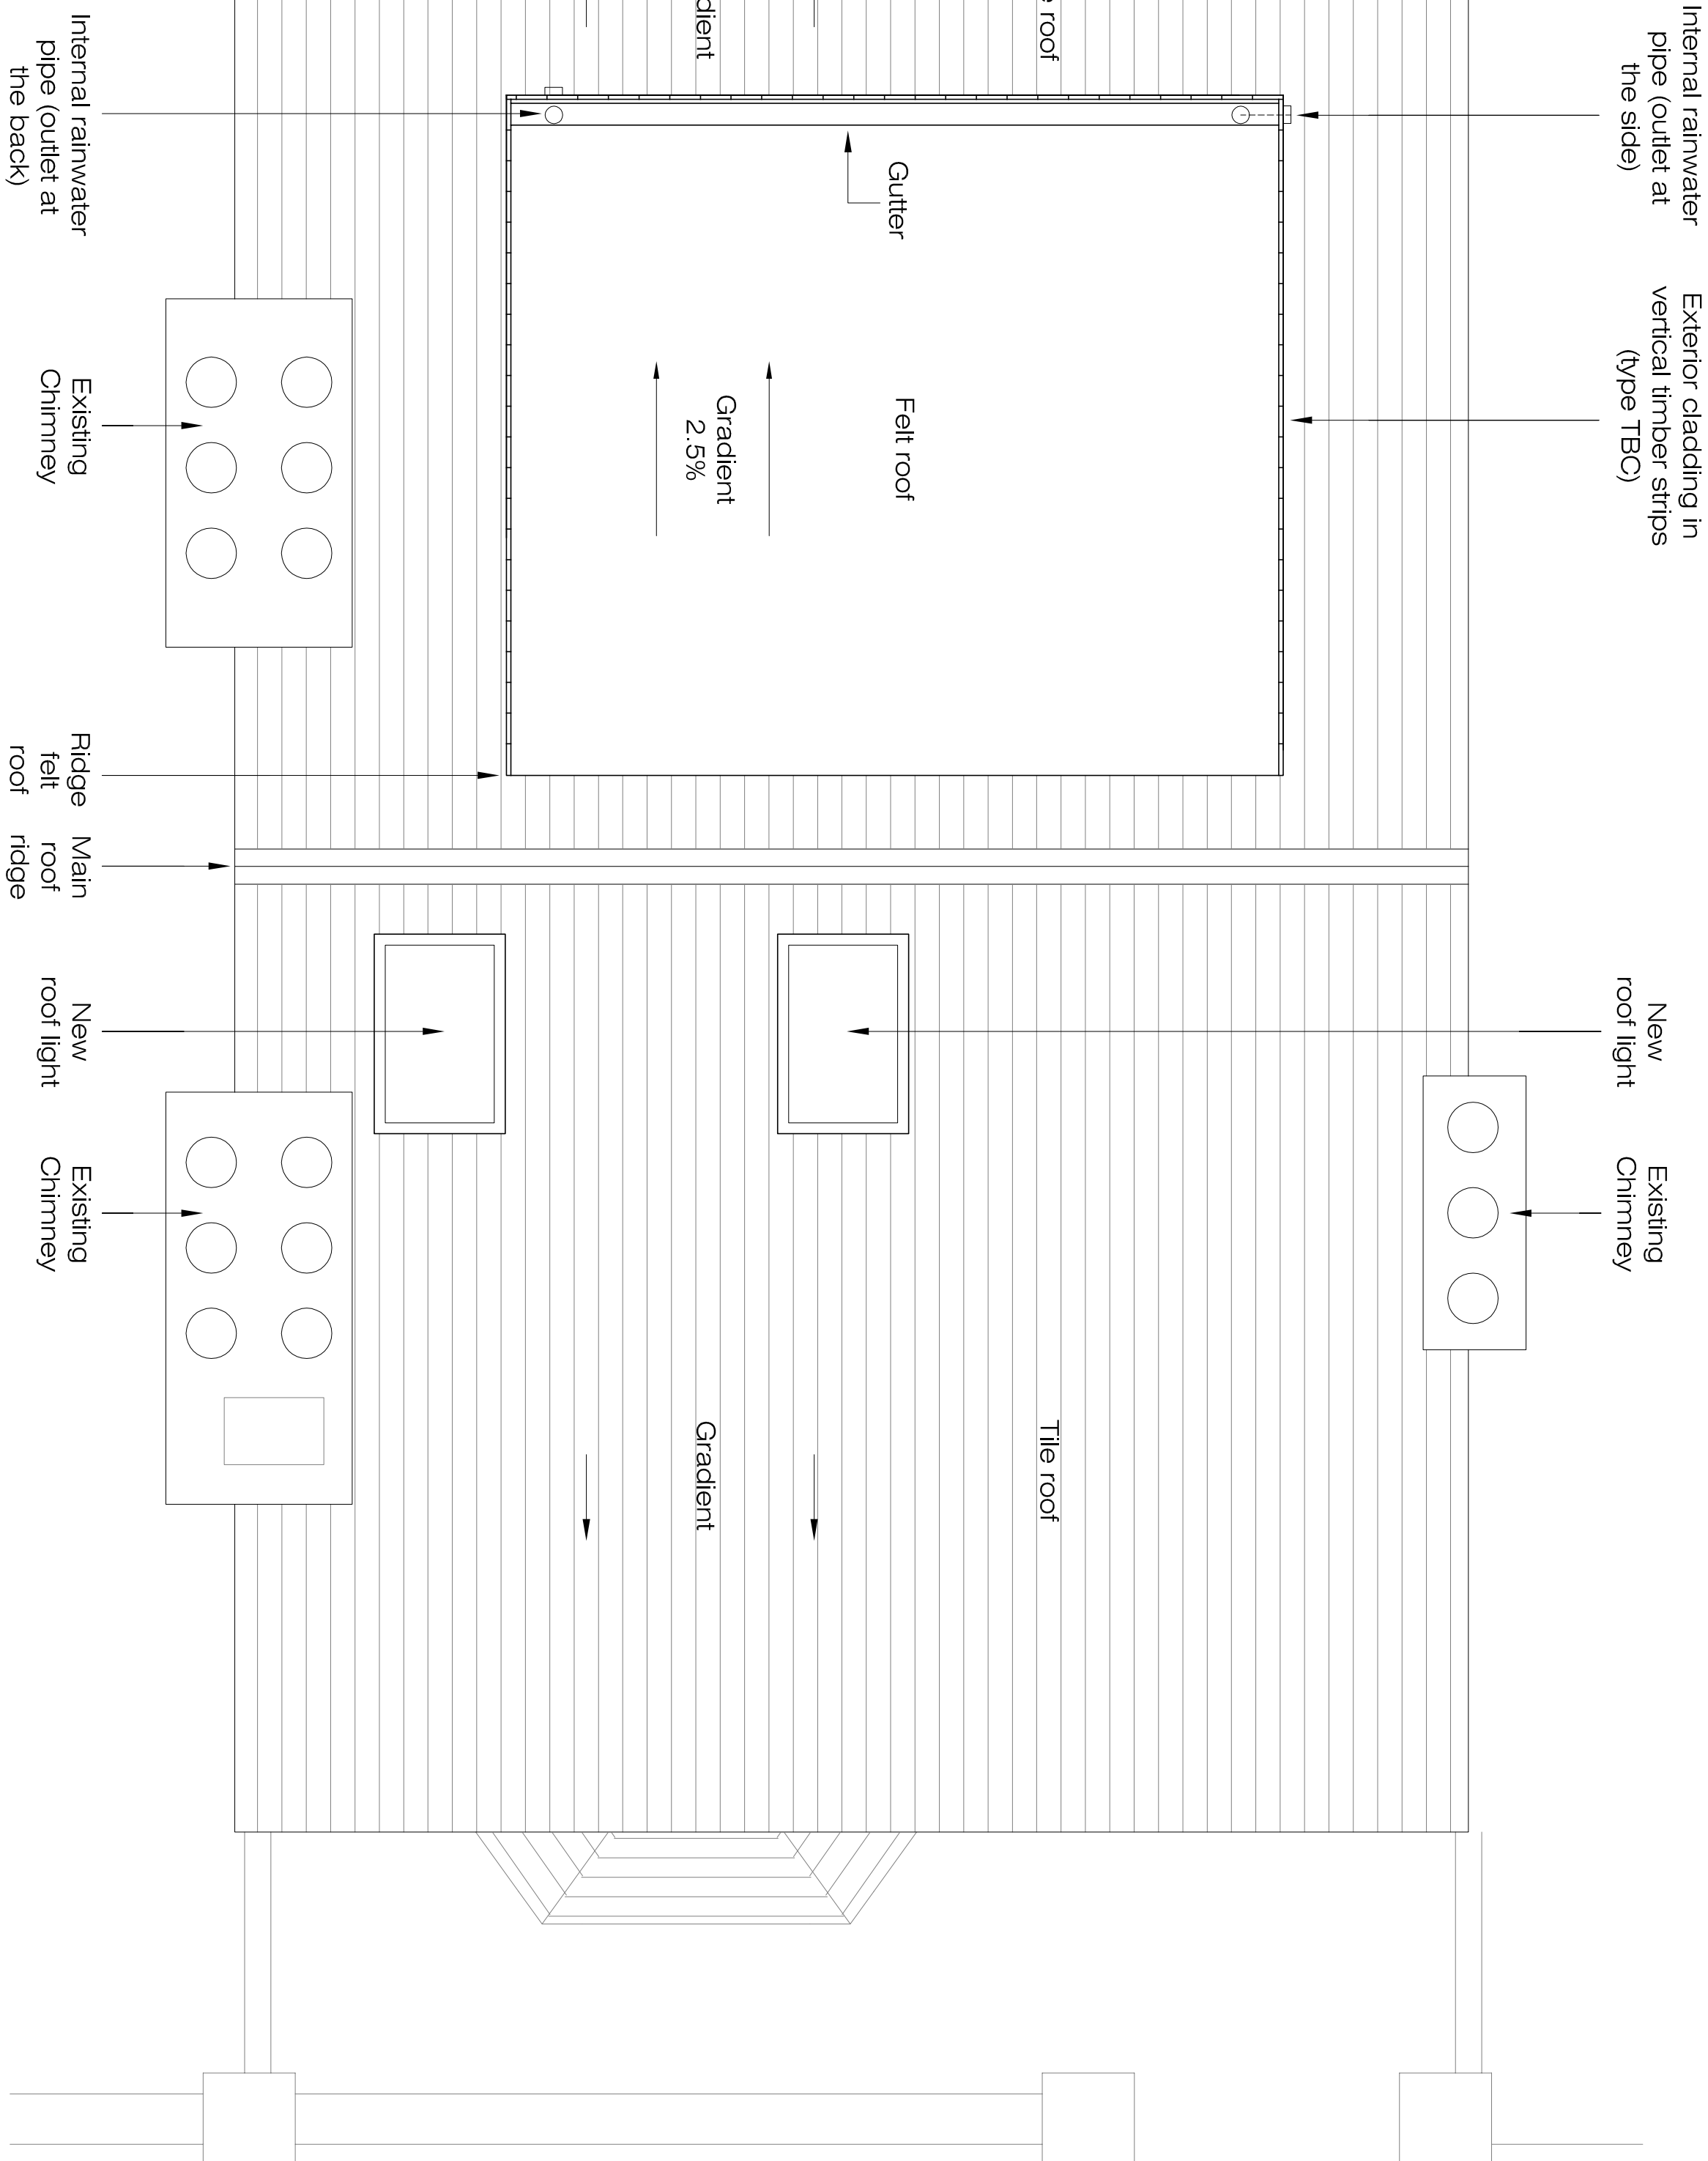 Internal rainwater
pipe (outlet at
the side)
Exterior cladding in
vertical timber strips
(type TBC)
New
roof light
Existing
Chimney
roof
Tile roof
Gutter
Felt roof
Gradient
2.5%
dient
Gradient
Internal rainwater
pipe (outlet at
the back)
Existing
Chimney
Ridge
felt
roof
Main
roof
ridge
New
roof light
Existing
Chimney